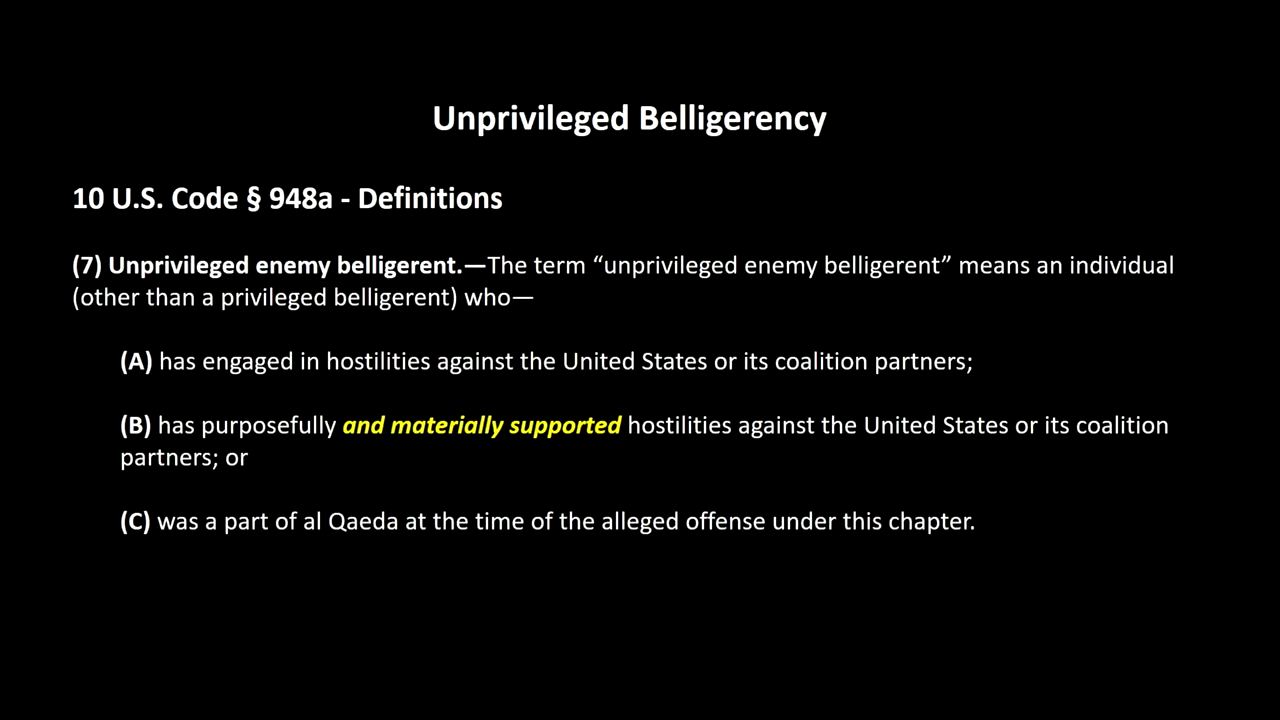 Unprivileged Belligerency
10 U.S. Code § 948a - Definitions
(7) Unprivileged enemy belligerent.—The term “unprivileged enemy belligerent” means an individual
(other than a privileged belligerent) who—
(A) has engaged in hostilities against the United States or its coalition partners;
(B) has purposefully and materially supported hostilities against the United States or its coalition
partners; or
(C) was a part of al Qaeda at the time of the alleged offense under this chapter.